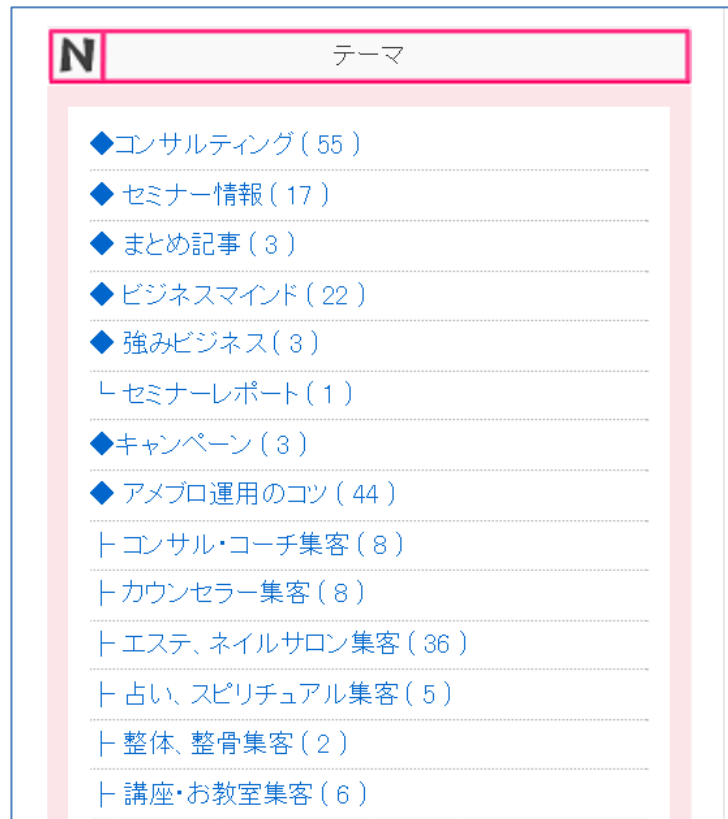 N テーマ
◆コンサルティング ( 55 )
◆ セミナー情報 ( 17 )
◆ まとめ記事 ( 3 )
◆ ビジネスマインド ( 22 )
◆ 強みビジネス ( 3 )
┗ セミナーレポート ( 1 )
◆キャンペーン ( 3 )
◆ アメブロ運用のコツ ( 44 )
├ コンサル・コーチ集客 ( 8 )
├ カウンセラー集客 ( 8 )
├ エステ、ネイルサロン集客 ( 36 )
├ 占い、スピリチュアル集客 ( 5 )
├ 整体、整骨集客 ( 2 )
├ 講座・お教室集客 ( 6 )